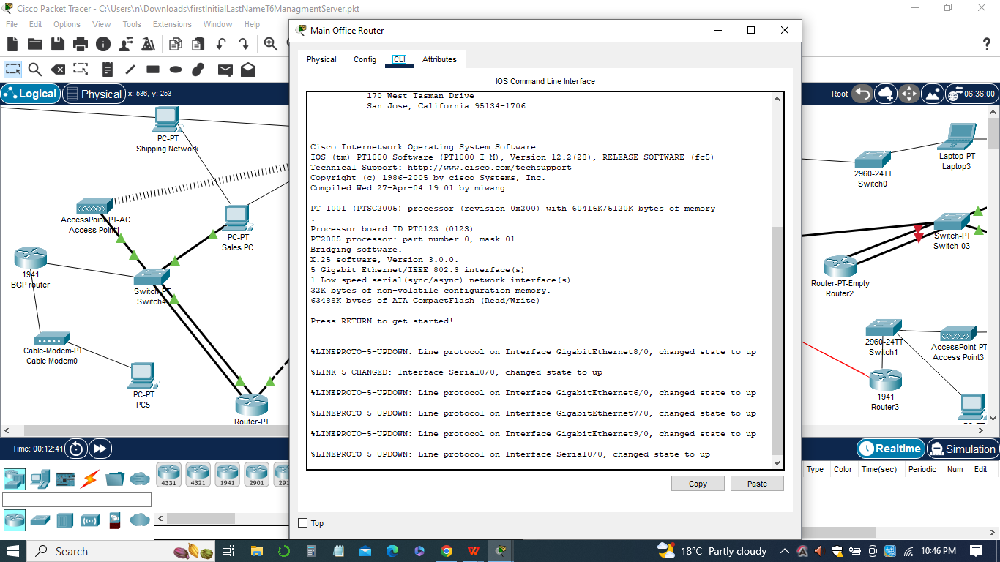 Cisco Packet Tracer - C:\Users\n\Downloads\firstInitialLastNameT6ManagmentServer.pkt
File Edit Options View Tools Extensions Window Help
Logical Physical x: 536, y: 253
Root 06:36:00
PC-PT
Shipping Network
AccessPoint-PT-AC
Access Point1
PC-PT
Sales PC
1941
BGP router
Switch-PT
Switch4
Cable-Modem-PT
Cable Modem0
PC-PT
PC5
Router-PT
Main Office Router
Physical Config CLI Attributes
IOS Command Line Interface
170 West Tasman Drive
San Jose, California 95134-1706
Cisco Internetwork Operating System Software
IOS (tm) PT1000 Software (PT1000-I-M), Version 12.2(28), RELEASE SOFTWARE (fc5)
Technical Support: http://www.cisco.com/techsupport
Copyright (c) 1986-2005 by cisco Systems, Inc.
Compiled Wed 27-Apr-04 19:01 by miwang
PT 1001 (PTSC2005) processor (revision 0x200) with 60416K/5120K bytes of memory
.
Processor board ID PT0123 (0123)
PT2005 processor: part number 0, mask 01
Bridging software.
X.25 software, Version 3.0.0.
5 Gigabit Ethernet/IEEE 802.3 interface(s)
1 Low-speed serial(sync/async) network interface(s)
32K bytes of non-volatile configuration memory.
63488K bytes of ATA CompactFlash (Read/Write)
Press RETURN to get started!
%LINEPROTO-5-UPDOWN: Line protocol on Interface GigabitEthernet8/0, changed state to up
%LINK-5-CHANGED: Interface Serial0/0, changed state to up
%LINEPROTO-5-UPDOWN: Line protocol on Interface GigabitEthernet6/0, changed state to up
%LINEPROTO-5-UPDOWN: Line protocol on Interface GigabitEthernet7/0, changed state to up
%LINEPROTO-5-UPDOWN: Line protocol on Interface GigabitEthernet9/0, changed state to up
%LINEPROTO-5-UPDOWN: Line protocol on Interface Serial0/0, changed state to up
Copy Paste
Top
Laptop-PT
Laptop3
2960-24TT
Switch0
Switch-PT
Switch-03
Router-PT-Empty
Router2
2960-24TT
Switch1
AccessPoint-PT
Access Point3
1941
Router3
Time: 00:12:41
Realtime Simulation
4331 4321 1941 2901 291
Type Color Time(sec) Periodic Num Edit
Search
18°C Partly cloudy
10:46 PM